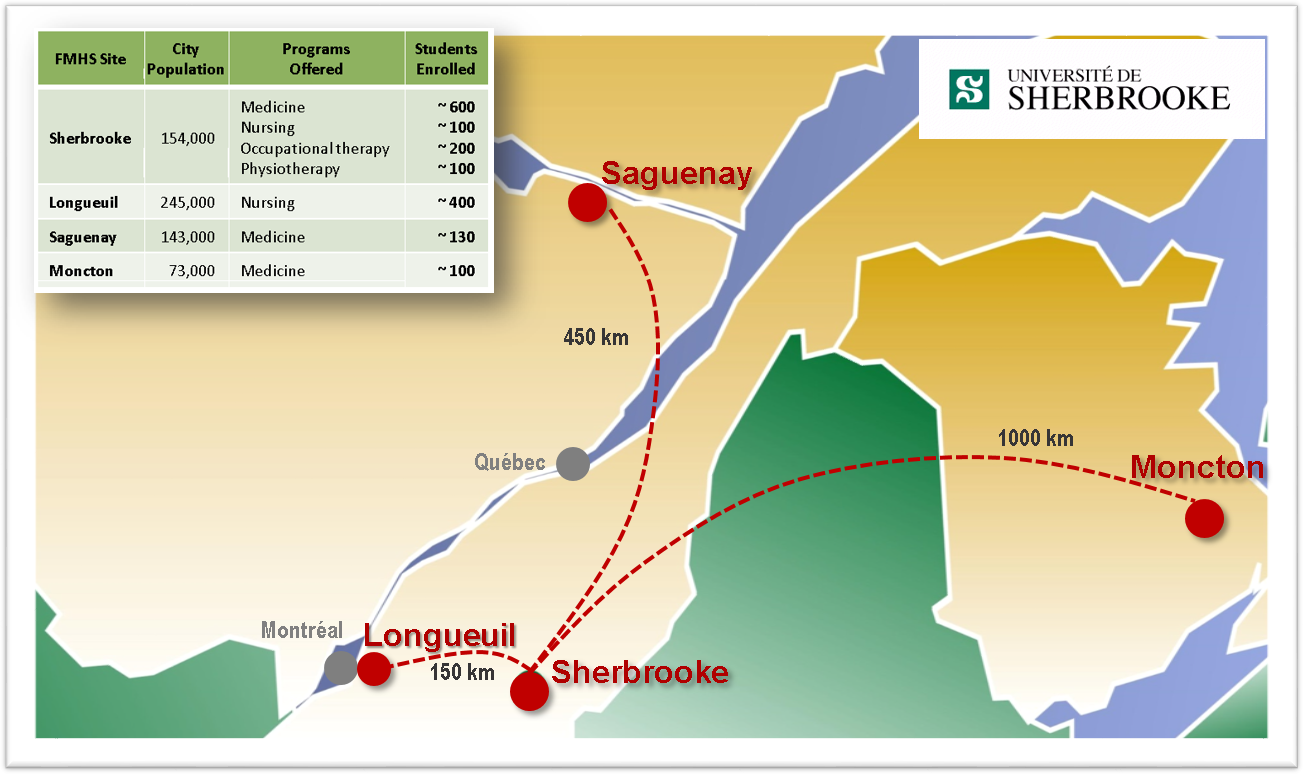 FMHS Site City Population Programs Offered Students Enrolled
Sherbrooke 154,000 Medicine ~ 600
Nursing ~ 100
Occupational therapy ~ 200
Physiotherapy ~ 100
Longueuil 245,000 Nursing ~ 400
Saguenay 143,000 Medicine ~ 130
Moncton 73,000 Medicine ~ 100
UNIVERSITÉ DE
SHERBROOKE
Saguenay
450 km
1000 km
Québec
Moncton
Montréal
Longueuil
150 km
Sherbrooke